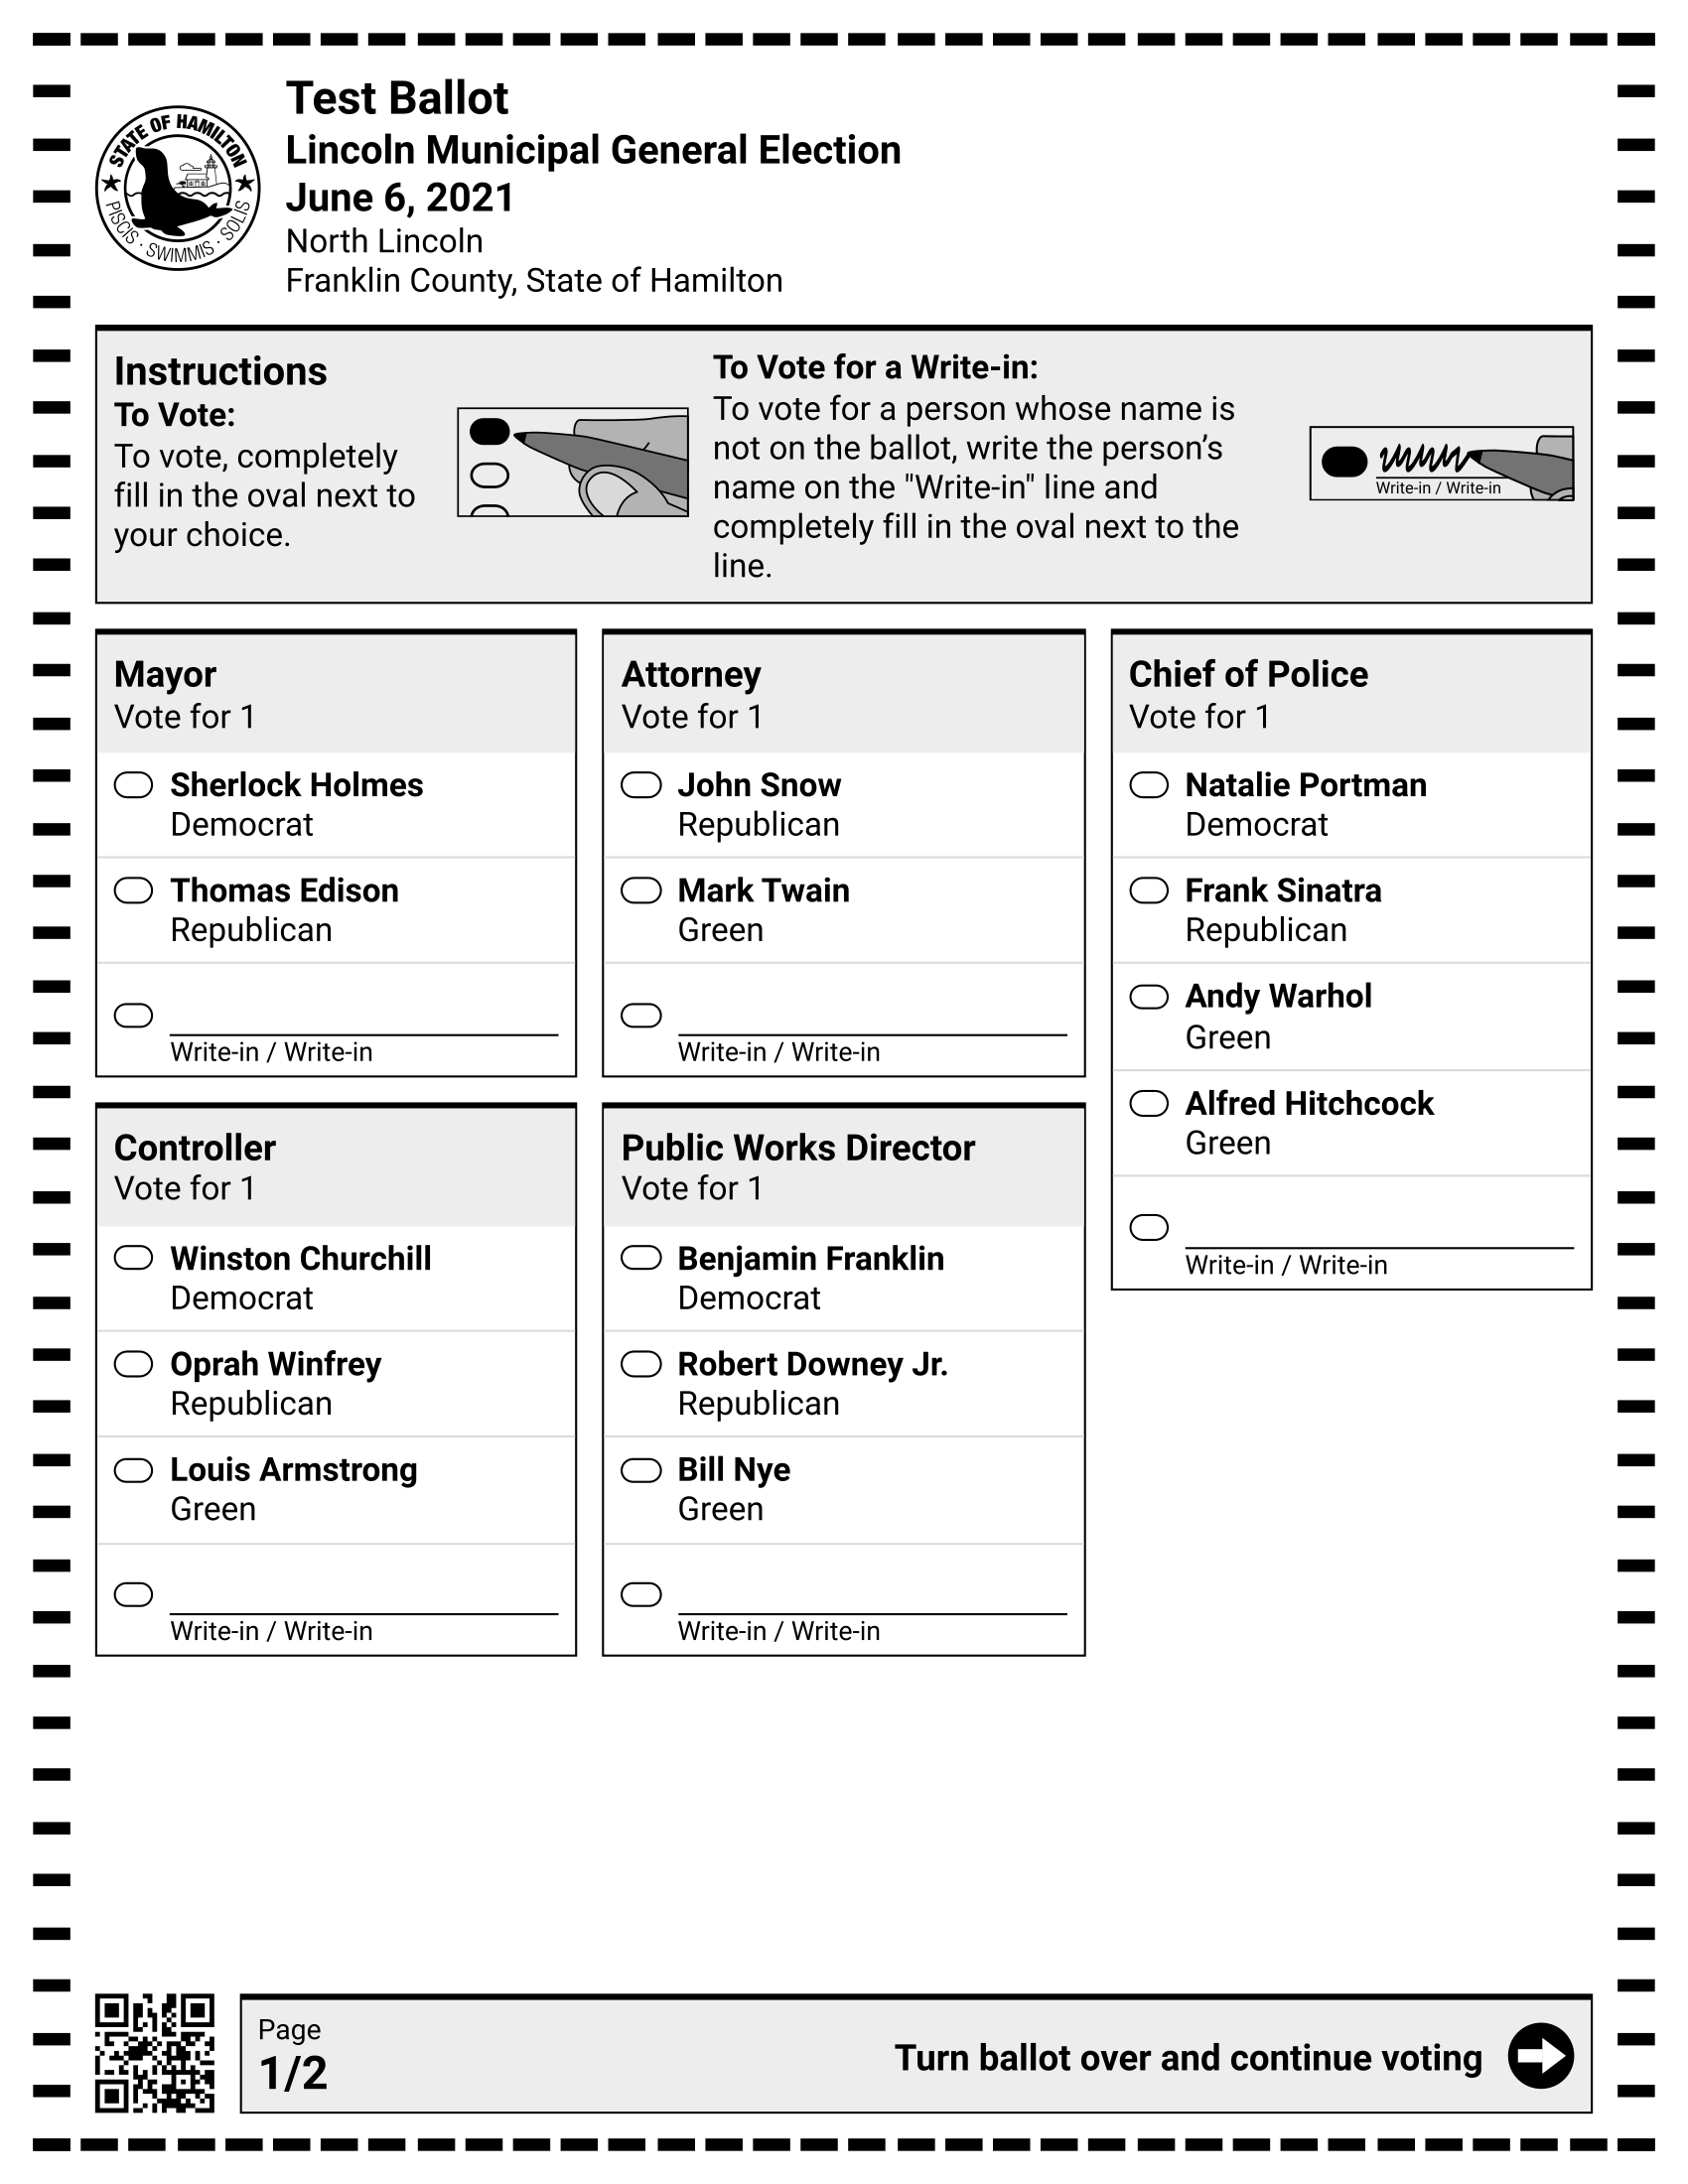 STATE OF HAMILTON
PISCIS · SWIMMIS · SOLIS
Test Ballot
Lincoln Municipal General Election
June 6, 2021
North Lincoln
Franklin County, State of Hamilton
Instructions
To Vote:
To vote, completely
fill in the oval next to
your choice.
To Vote for a Write-in:
To vote for a person whose name is
not on the ballot, write the person’s
name on the "Write-in" line and
completely fill in the oval next to the
line.
Write-in / Write-in
Mayor
Vote for 1
Sherlock Holmes
Democrat
Thomas Edison
Republican
Write-in / Write-in
Controller
Vote for 1
Winston Churchill
Democrat
Oprah Winfrey
Republican
Louis Armstrong
Green
Write-in / Write-in
Attorney
Vote for 1
John Snow
Republican
Mark Twain
Green
Write-in / Write-in
Public Works Director
Vote for 1
Benjamin Franklin
Democrat
Robert Downey Jr.
Republican
Bill Nye
Green
Write-in / Write-in
Chief of Police
Vote for 1
Natalie Portman
Democrat
Frank Sinatra
Republican
Andy Warhol
Green
Alfred Hitchcock
Green
Write-in / Write-in
Page
1/2
Turn ballot over and continue voting